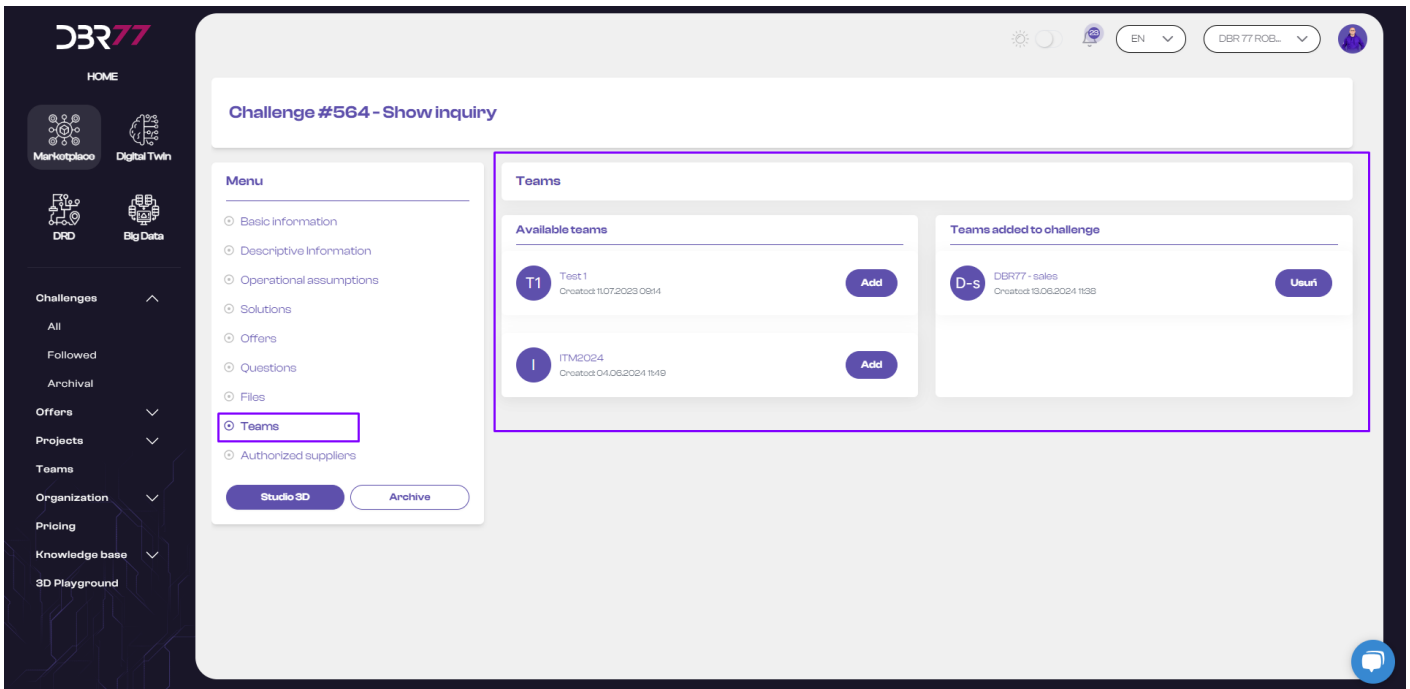 DBR77
HOME
Marketplace
Digital Twin
DRD
Big Data
Challenges
All
Followed
Archival
Offers
Projects
Teams
Organization
Pricing
Knowledge base
3D Playground
28
EN
DBR 77 ROB...
Challenge #564 - Show inquiry
Menu
Basic information
Descriptive Information
Operational assumptions
Solutions
Offers
Questions
Files
Teams
Authorized suppliers
Studio 3D
Archive
Teams
Available teams
T1
Test 1
Created: 11.07.2023 09:14
Add
I
ITM2024
Created: 04.06.2024 11:49
Add
Teams added to challenge
D-s
DBR77 - sales
Created: 13.06.2024 11:38
Usuń